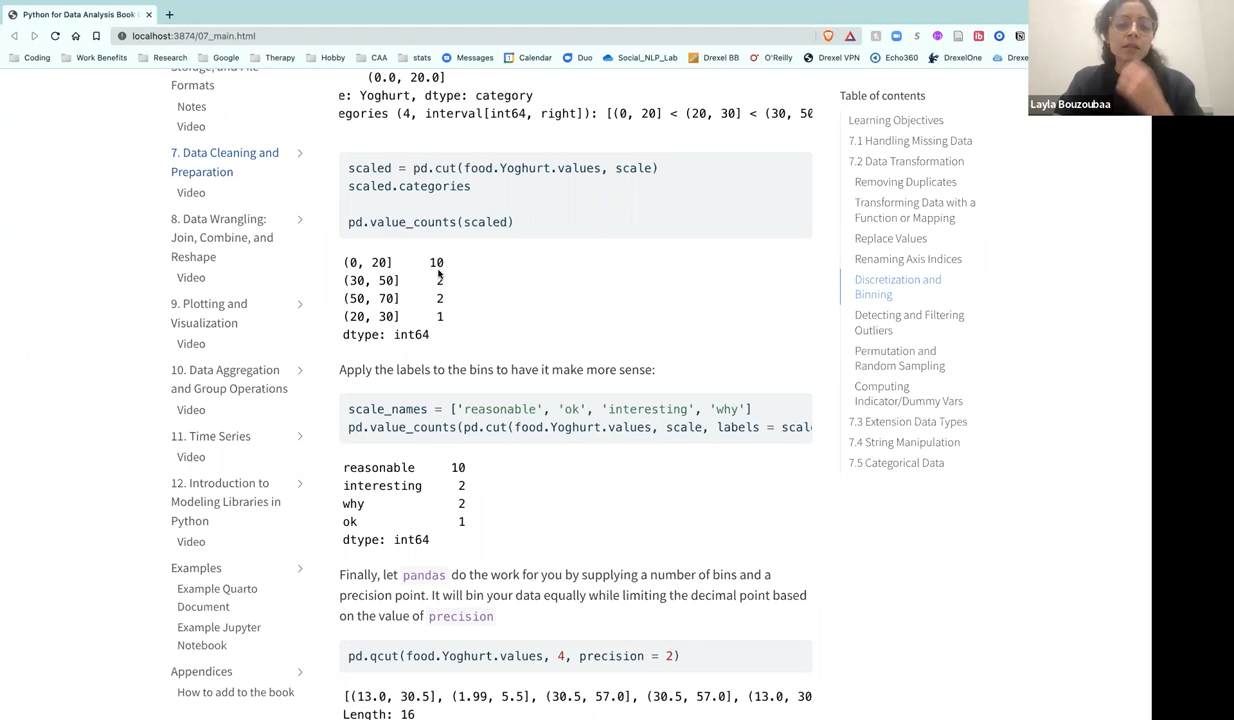 Python for Data Analysis Book
localhost:3874/07_main.html
Coding Work Benefits Research Google Therapy Hobby CAA stats Messages Calendar Duo Social_NLP_Lab Drexel BB O'Reilly Drexel VPN Echo360 DrexelOne Drexel
Layla Bouzoubaa
Storage, and File
Formats
Notes
Video
7. Data Cleaning and
Preparation
Video
8. Data Wrangling:
Join, Combine, and
Reshape
Video
9. Plotting and
Visualization
Video
10. Data Aggregation
and Group Operations
Video
11. Time Series
Video
12. Introduction to
Modeling Libraries in
Python
Video
Examples
Example Quarto
Document
Example Jupyter
Notebook
Appendices
How to add to the book
(0.0, 20.0]
e: Yoghurt, dtype: category
egories (4, interval[int64, right]): [(0, 20] < (20, 30] < (30, 50
scaled = pd.cut(food.Yoghurt.values, scale)
scaled.categories
pd.value_counts(scaled)
(0, 20] 10
(30, 50] 2
(50, 70] 2
(20, 30] 1
dtype: int64
Apply the labels to the bins to have it make more sense:
scale_names = ['reasonable', 'ok', 'interesting', 'why']
pd.value_counts(pd.cut(food.Yoghurt.values, scale, labels = scal
reasonable 10
interesting 2
why 2
ok 1
dtype: int64
Finally, let pandas do the work for you by supplying a number of bins and a
precision point. It will bin your data equally while limiting the decimal point based
on the value of precision
pd.qcut(food.Yoghurt.values, 4, precision = 2)
[(13.0, 30.5], (1.99, 5.5], (30.5, 57.0], (30.5, 57.0], (13.0, 30
Length: 16
Table of contents
Learning Objectives
7.1 Handling Missing Data
7.2 Data Transformation
Removing Duplicates
Transforming Data with a
Function or Mapping
Replace Values
Renaming Axis Indices
Discretization and
Binning
Detecting and Filtering
Outliers
Permutation and
Random Sampling
Computing
Indicator/Dummy Vars
7.3 Extension Data Types
7.4 String Manipulation
7.5 Categorical Data